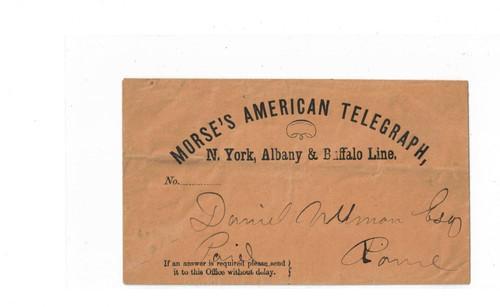 MORSE'S AMERICAN TELEGRAPH,
N. York, Albany & Buffalo Line.
No.
Daniel Ullman Esq
Paid Rome
If an answer is required please send }
it to this Office without delay.